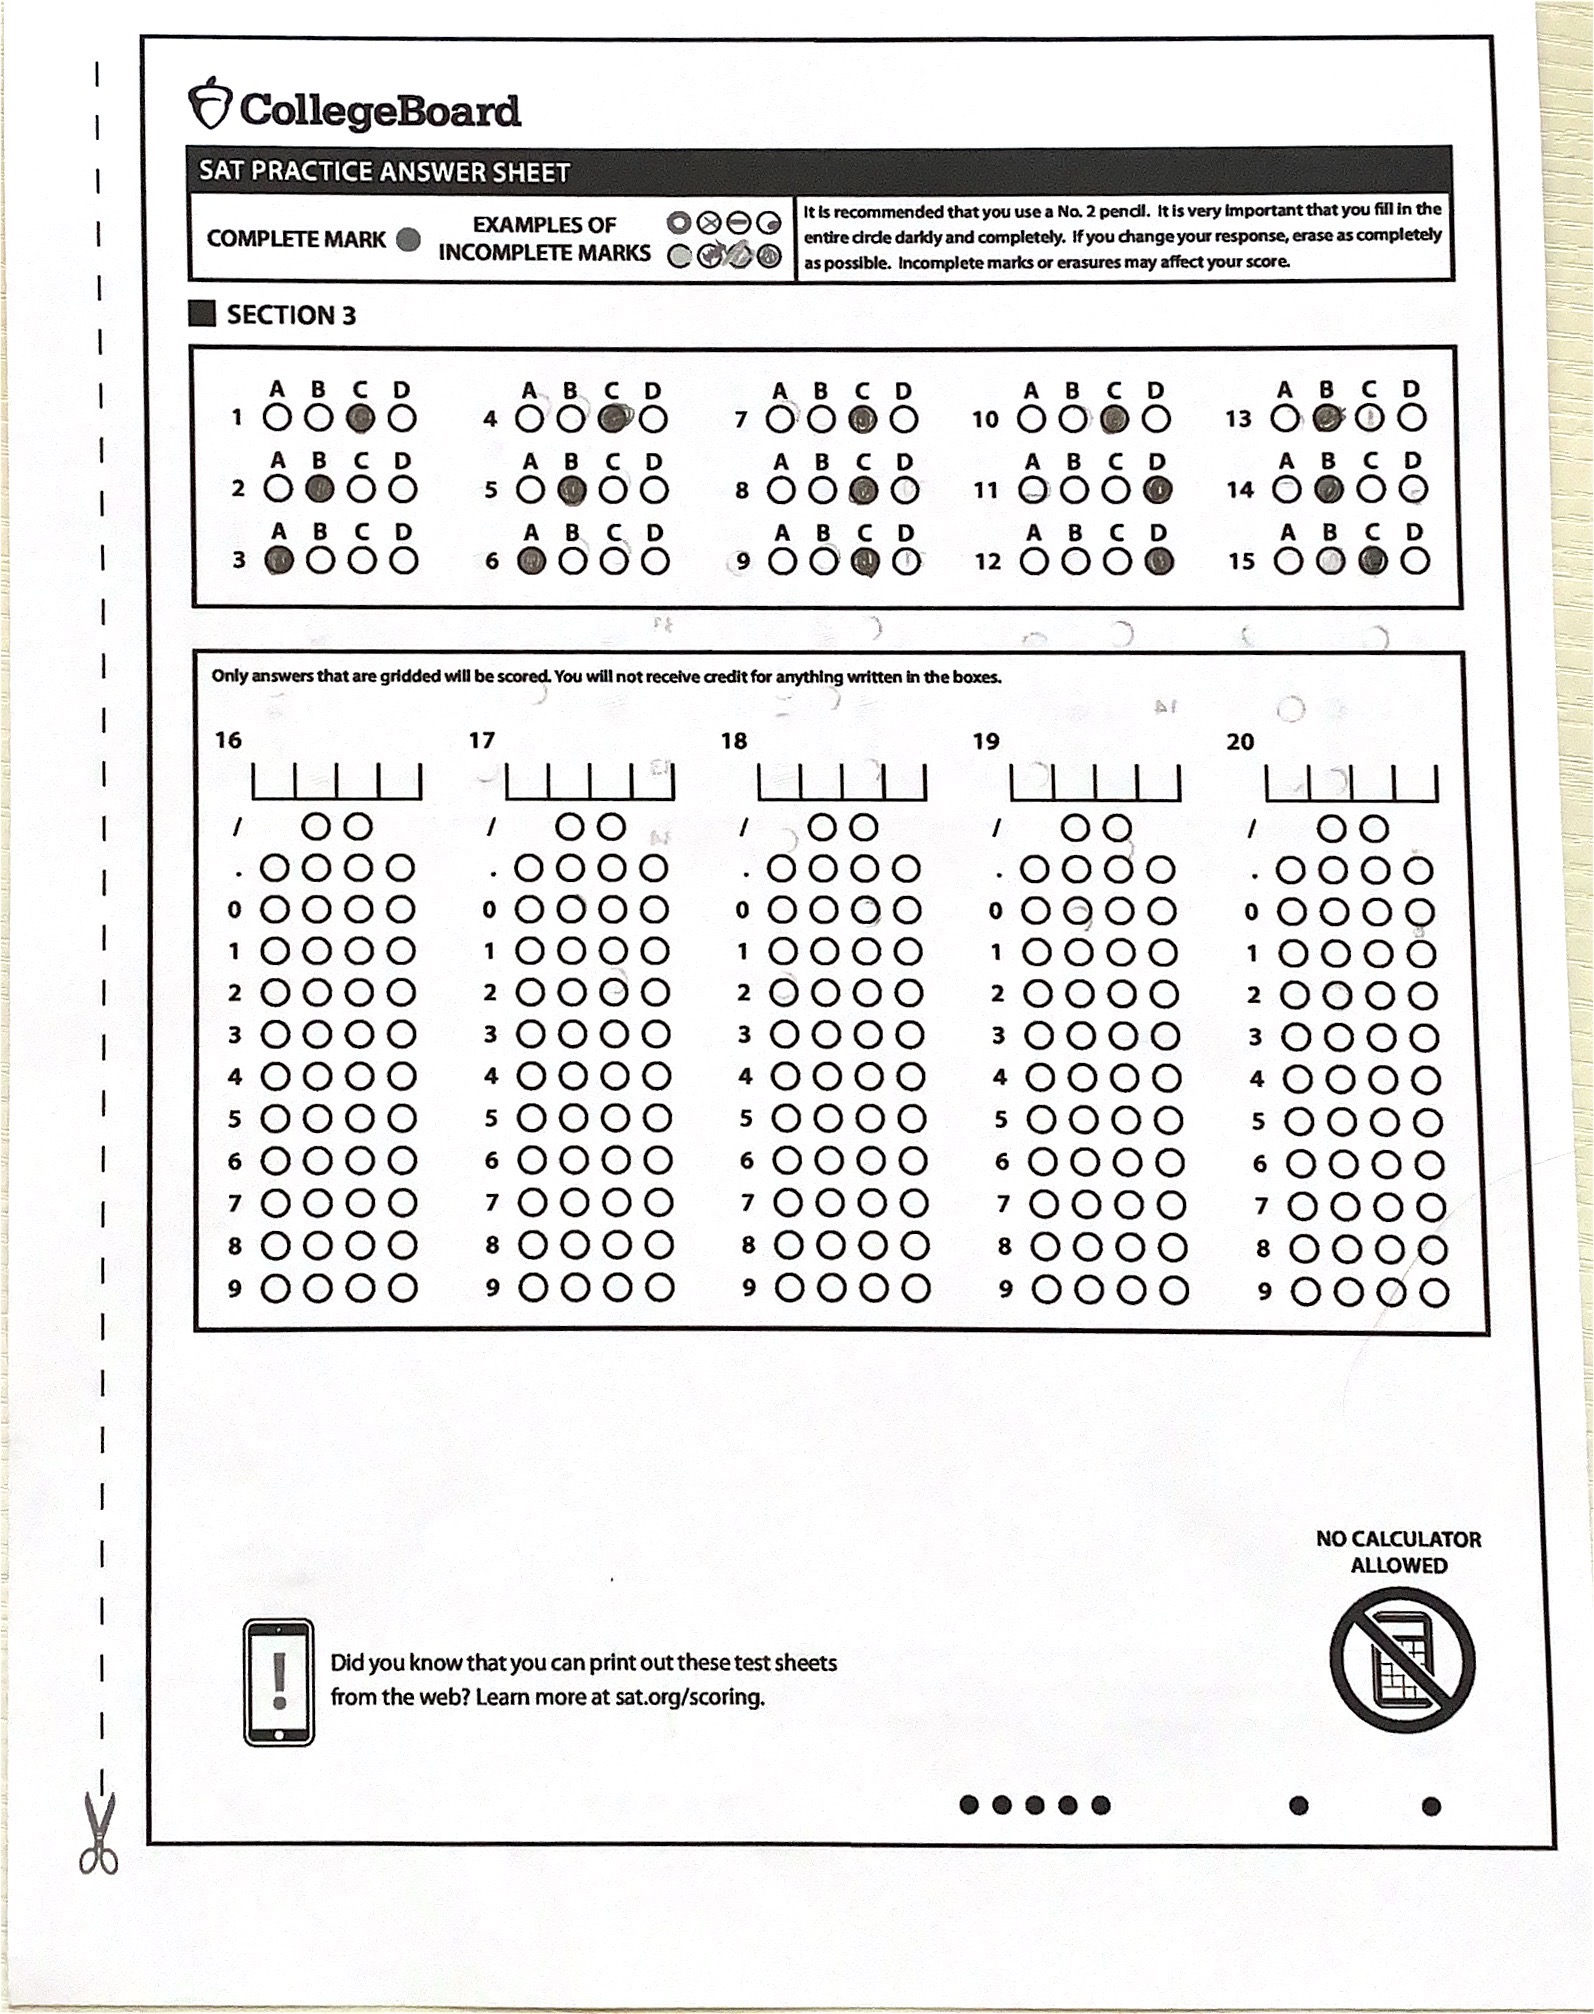 CollegeBoard
SAT PRACTICE ANSWER SHEET
COMPLETE MARK
EXAMPLES OF
INCOMPLETE MARKS
It is recommended that you use a No. 2 pencil. It is very important that you fill in the
entire circle darkly and completely. If you change your response, erase as completely
as possible. Incomplete marks or erasures may affect your score.
SECTION 3
A B C D A B C D A B C D A B C D A B C D
1 4 7 10 13
A B C D A B C D A B C D A B C D A B C D
2 5 8 11 14
A B C D A B C D A B C D A B C D A B C D
3 6 9 12 15
Only answers that are gridded will be scored. You will not receive credit for anything written in the boxes.
16 17 18 19 20
/ / / / /
. . . . .
0 0 0 0 0
1 1 1 1 1
2 2 2 2 2
3 3 3 3 3
4 4 4 4 4
5 5 5 5 5
6 6 6 6 6
7 7 7 7 7
8 8 8 8 8
9 9 9 9 9
NO CALCULATOR
ALLOWED
Did you know that you can print out these test sheets
from the web? Learn more at sat.org/scoring.